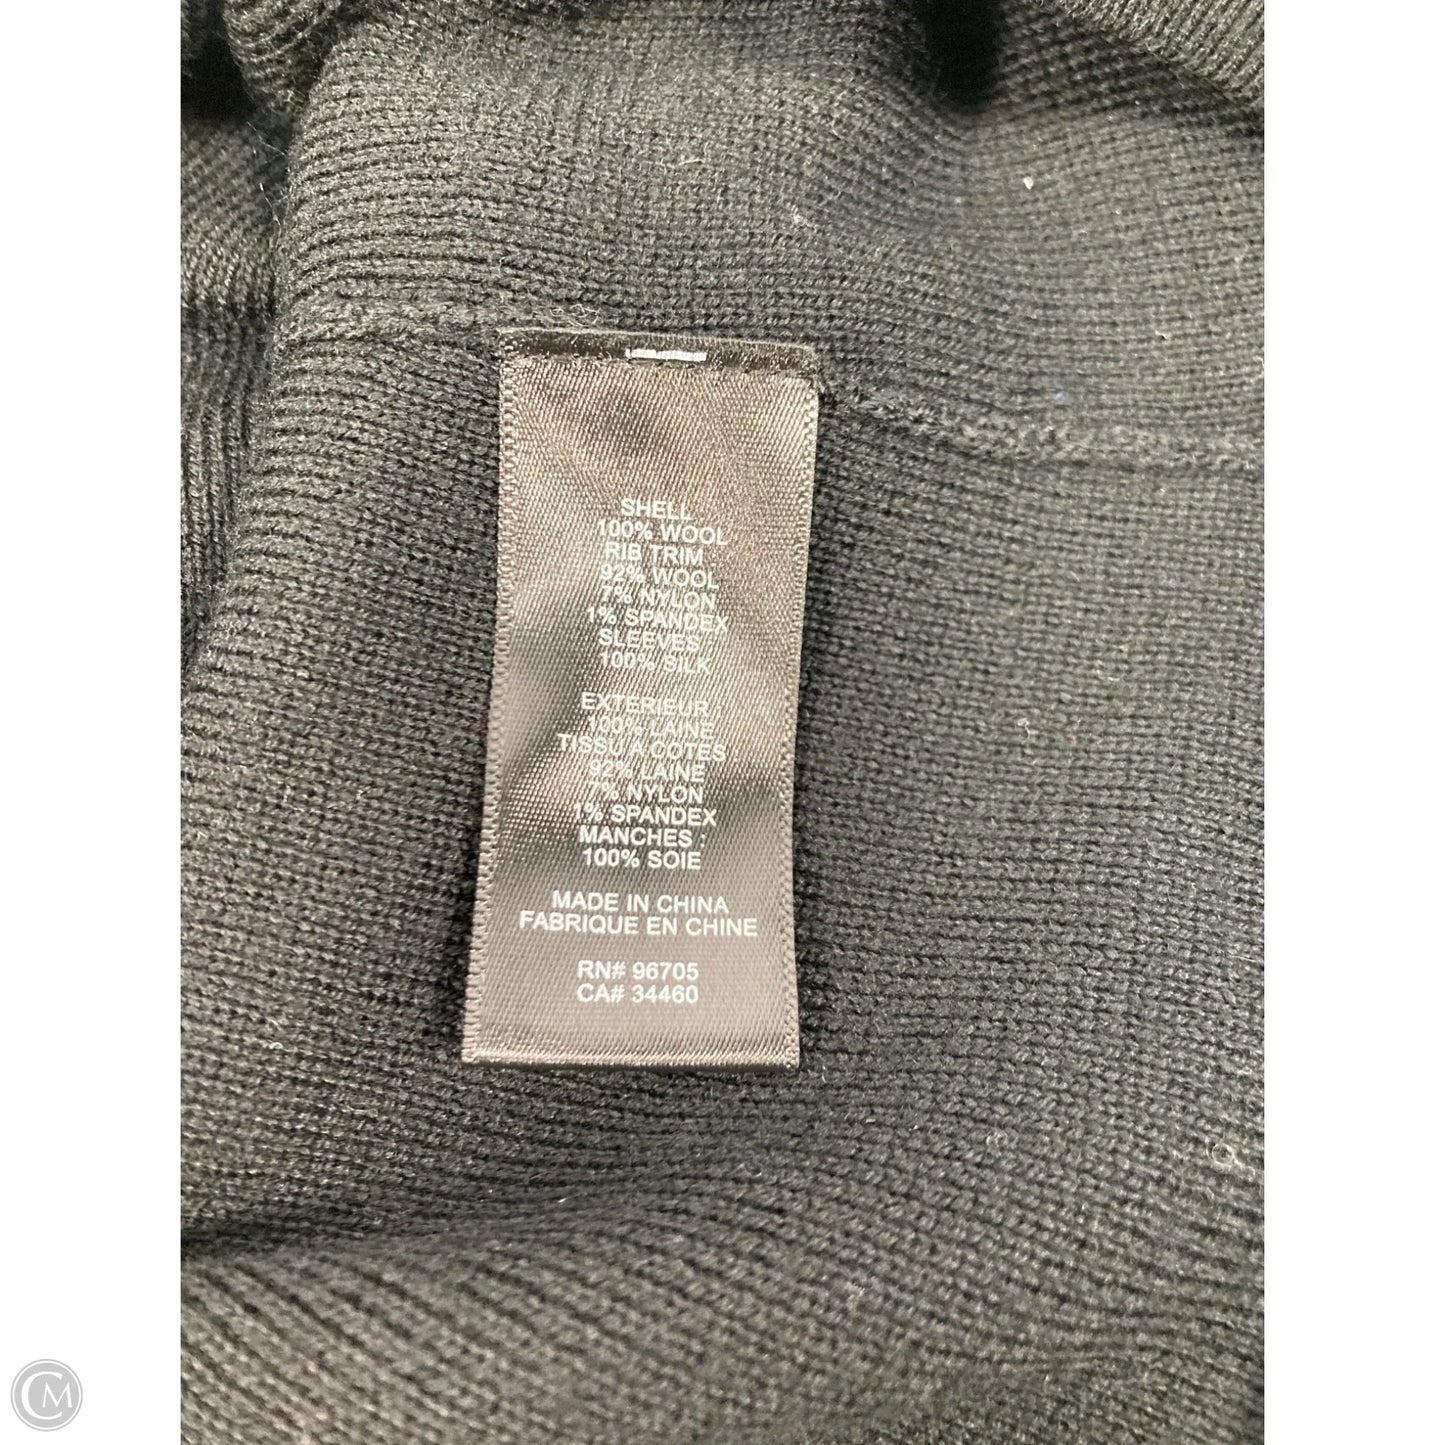 SHELL
100% WOOL
RIB TRIM
92% WOOL
7% NYLON
1% SPANDEX
SLEEVES
100% SILK
EXTERIEUR
100% LAINE
TISSU A COTES
92% LAINE
7% NYLON
1% SPANDEX
MANCHES :
100% SOIE
MADE IN CHINA
FABRIQUE EN CHINE
RN# 96705
CA# 34460
CM